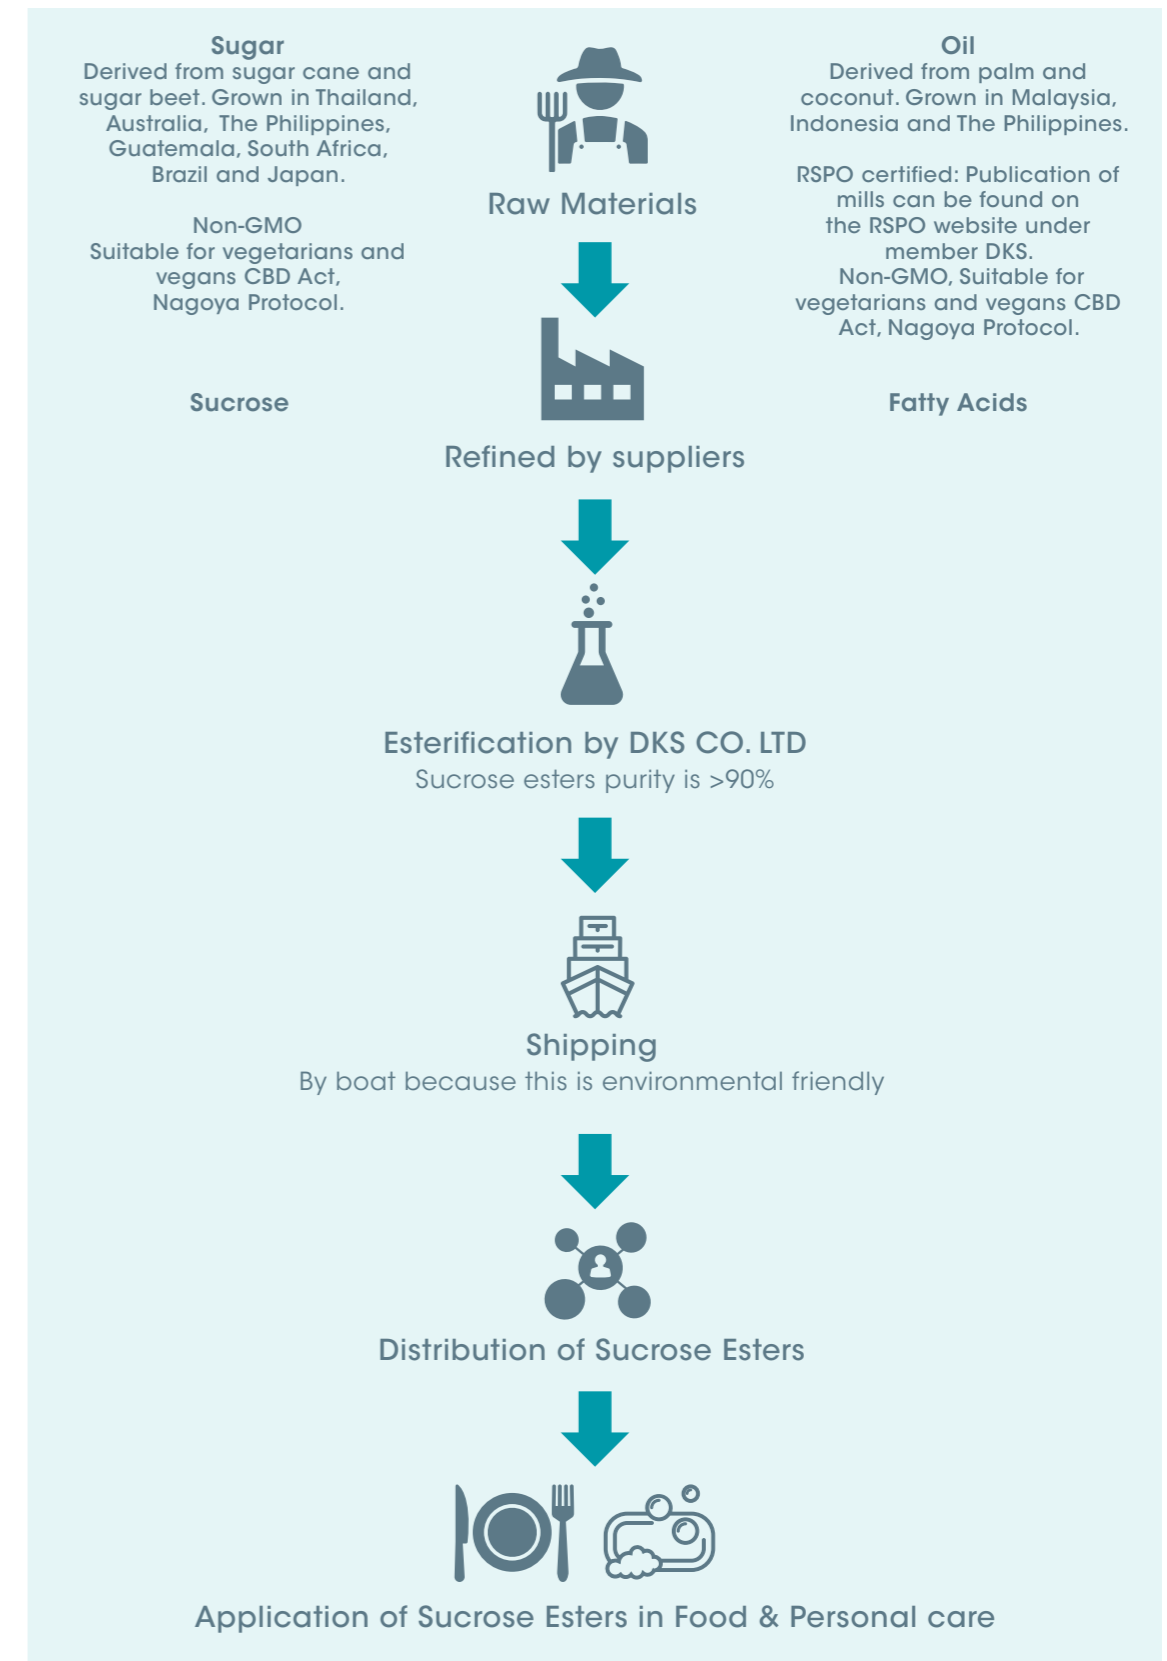 Sugar
Derived from sugar cane and
sugar beet. Grown in Thailand,
Australia, The Philippines,
Guatemala, South Africa,
Brazil and Japan.
Non-GMO
Suitable for vegetarians and
vegans CBD Act,
Nagoya Protocol.
Oil
Derived from palm and
coconut. Grown in Malaysia,
Indonesia and The Philippines.
RSPO certified: Publication of
mills can be found on
the RSPO website under
member DKS.
Non-GMO, Suitable for
vegetarians and vegans CBD
Act, Nagoya Protocol.
Raw Materials
Sucrose
Fatty Acids
Refined by suppliers
Esterification by DKS CO. LTD
Sucrose esters purity is >90%
Shipping
By boat because this is environmental friendly
Distribution of Sucrose Esters
Application of Sucrose Esters in Food & Personal care